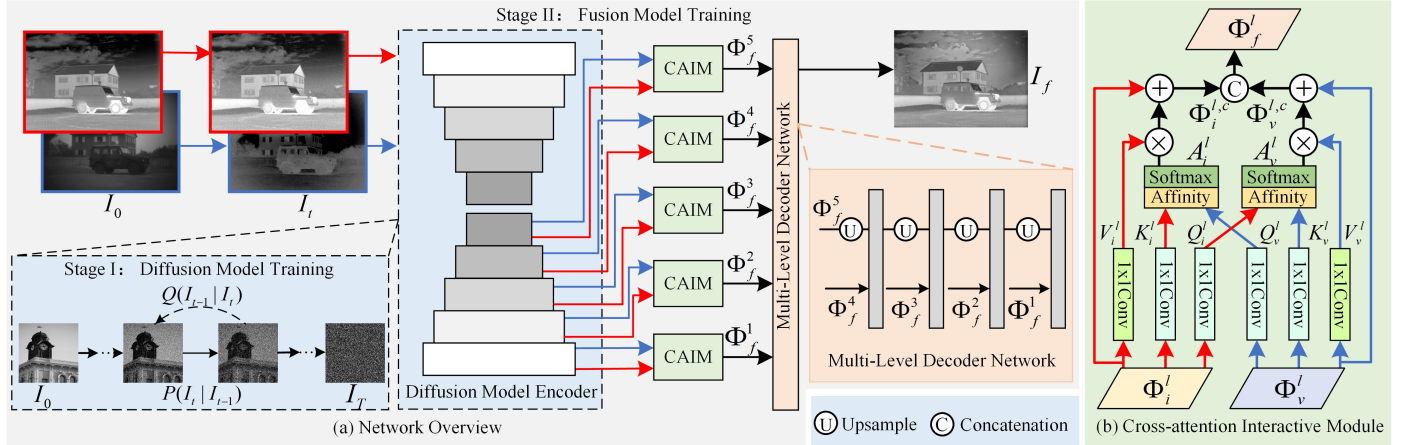 Stage II： Fusion Model Training
I_0
I_t
Stage I： Diffusion Model Training
Q(I_{t-1} | I_t)
I_0
P(I_t | I_{t-1})
I_T
Diffusion Model Encoder
CAIM
Φ_f^5
CAIM
Φ_f^4
CAIM
Φ_f^3
CAIM
Φ_f^2
CAIM
Φ_f^1
Multi-Level Decoder Network
I_f
Φ_f^5
U
U
U
U
Φ_f^4
Φ_f^3
Φ_f^2
Φ_f^1
Multi-Level Decoder Network
U Upsample
C Concatenation
(a) Network Overview
Φ_f^l
+
C
+
Φ_i^{l,c}
Φ_v^{l,c}
×
×
A_i^l
A_v^l
Softmax
Affinity
Softmax
Affinity
V_i^l
K_i^l
Q_i^l
Q_v^l
K_v^l
V_v^l
1x1Conv
1x1Conv
1x1Conv
1x1Conv
1x1Conv
1x1Conv
Φ_i^l
Φ_v^l
(b) Cross-attention Interactive Module